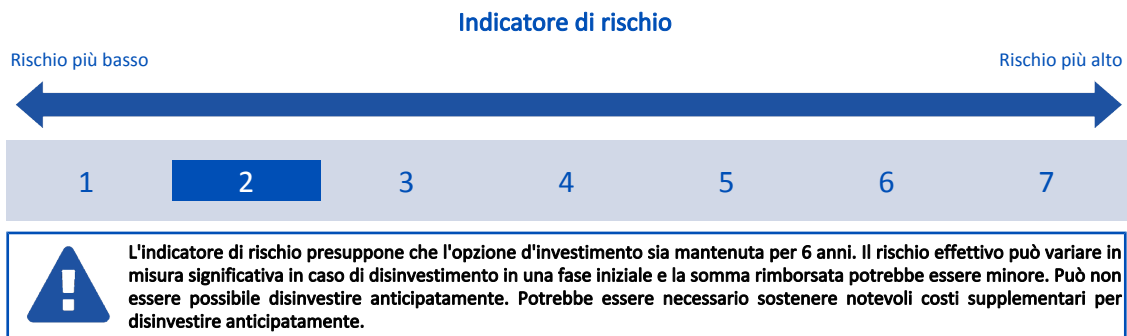 Indicatore di rischio
Rischio più basso
Rischio più alto
1 2 3 4 5 6 7
L'indicatore di rischio presuppone che l'opzione d'investimento sia mantenuta per 6 anni. Il rischio effettivo può variare in
misura significativa in caso di disinvestimento in una fase iniziale e la somma rimborsata potrebbe essere minore. Può non
essere possibile disinvestire anticipatamente. Potrebbe essere necessario sostenere notevoli costi supplementari per
disinvestire anticipatamente.